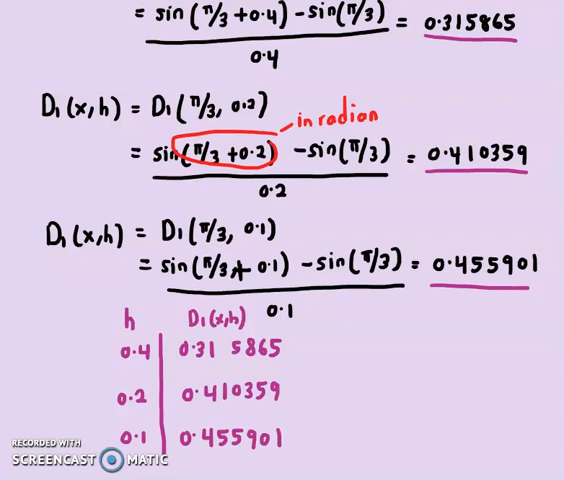 = sin(π/3 + 0.4) - sin(π/3) = 0.315865
0.4
D₁(x,h) = D₁(π/3, 0.2)
in radian
= sin(π/3 + 0.2) - sin(π/3) = 0.410359
0.2
D₁(x,h) = D₁(π/3, 0.1)
= sin(π/3 + 0.1) - sin(π/3) = 0.455901
0.1
h D₁(x,h)
0.4 0.315865
0.2 0.410359
0.1 0.455901
RECORDED WITH
SCREENCAST MATIC